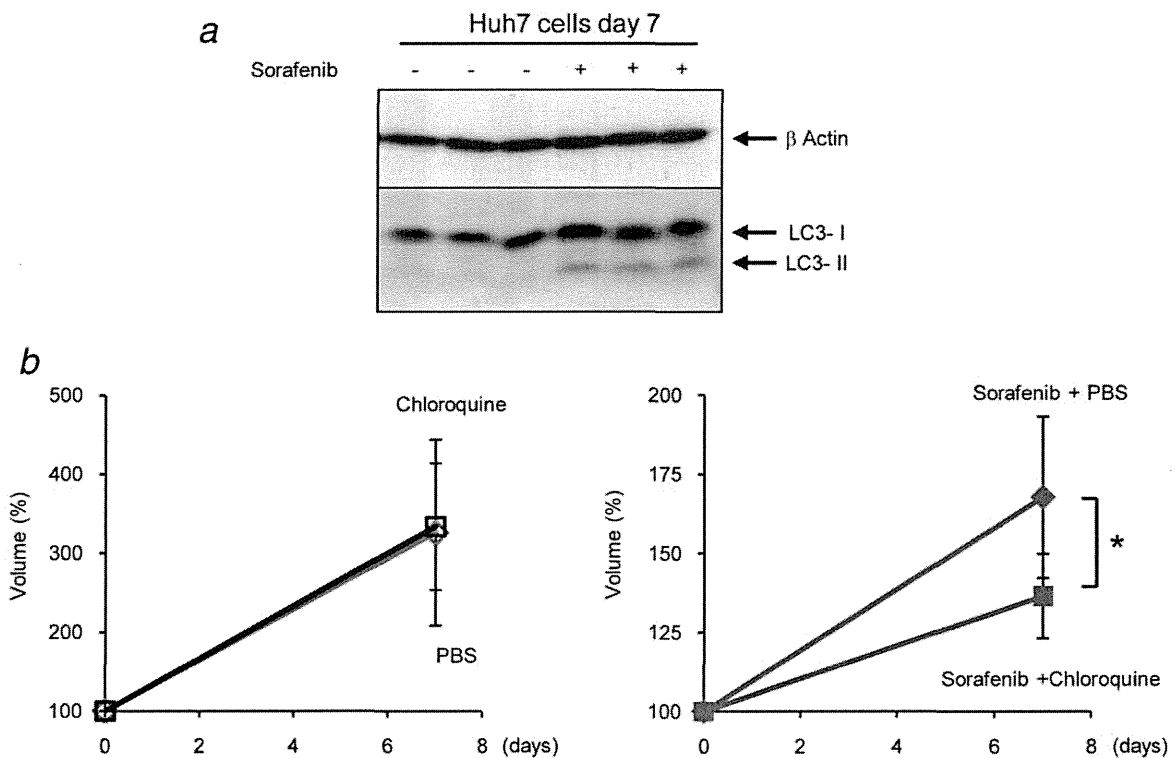 a
Huh7 cells day 7
Sorafenib - - - + + +
β Actin
LC3- I
LC3- II
b
500
400
300
200
100
Volume (%)
Chloroquine
PBS
0 2 4 6 8 (days)
200
175
150
125
100
Volume (%)
Sorafenib + PBS
*
Sorafenib +Chloroquine
0 2 4 6 8 (days)